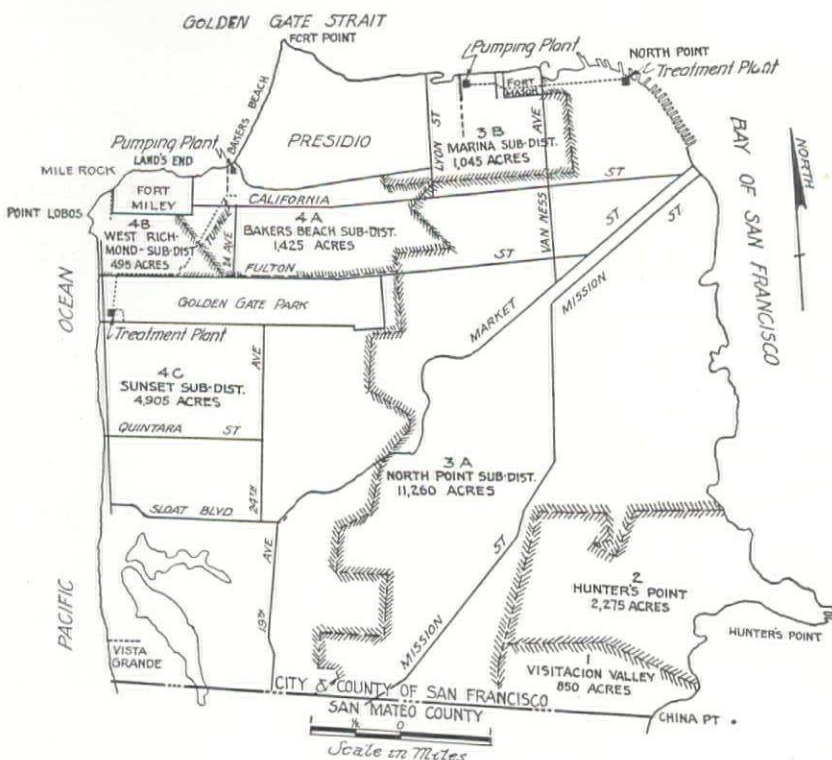 GOLDEN GATE STRAIT
FORT POINT
Pumping Plant
NORTH POINT
Treatment Plant
FORT MASON
BAKERS BEACH
PRESIDIO
LYON ST
3 B
MARINA SUB-DIST.
1,045 ACRES
VAN NESS AVE
BAY OF SAN FRANCISCO
NORTH
Pumping Plant
LAND'S END
MILE ROCK
FORT
MILEY
CALIFORNIA ST
POINT LOBOS
4B
WEST RICH-
MOND-SUB-DIST
495 ACRES
TUNNEL
24 AVE
4 A
BAKERS BEACH SUB-DIST.
1,425 ACRES
FULTON ST
GOLDEN GATE PARK
Treatment Plant
MARKET ST
MISSION ST
PACIFIC OCEAN
4C
SUNSET SUB-DIST.
4,905 ACRES
24TH AVE
QUINTARA ST
SLOAT BLVD
19TH AVE
3 A
NORTH POINT SUB-DIST.
11,260 ACRES
MISSION ST
2
HUNTER'S POINT
2,275 ACRES
HUNTER'S POINT
1
VISITACION VALLEY
850 ACRES
VISTA
GRANDE
CITY & COUNTY OF SAN FRANCISCO
SAN MATEO COUNTY
CHINA PT
1 ½ 0 1
Scale in Miles